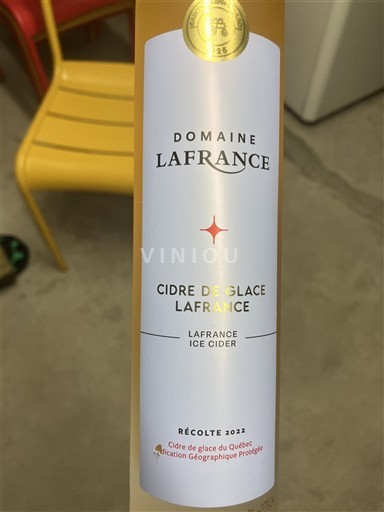 DOMAINE
LAFRANCE
VINIOU
CIDRE DE GLACE
LAFRANCE
LAFRANCE
ICE CIDER
RÉCOLTE 2022
Cidre de glace du Québec
Indication Géographique Protégée